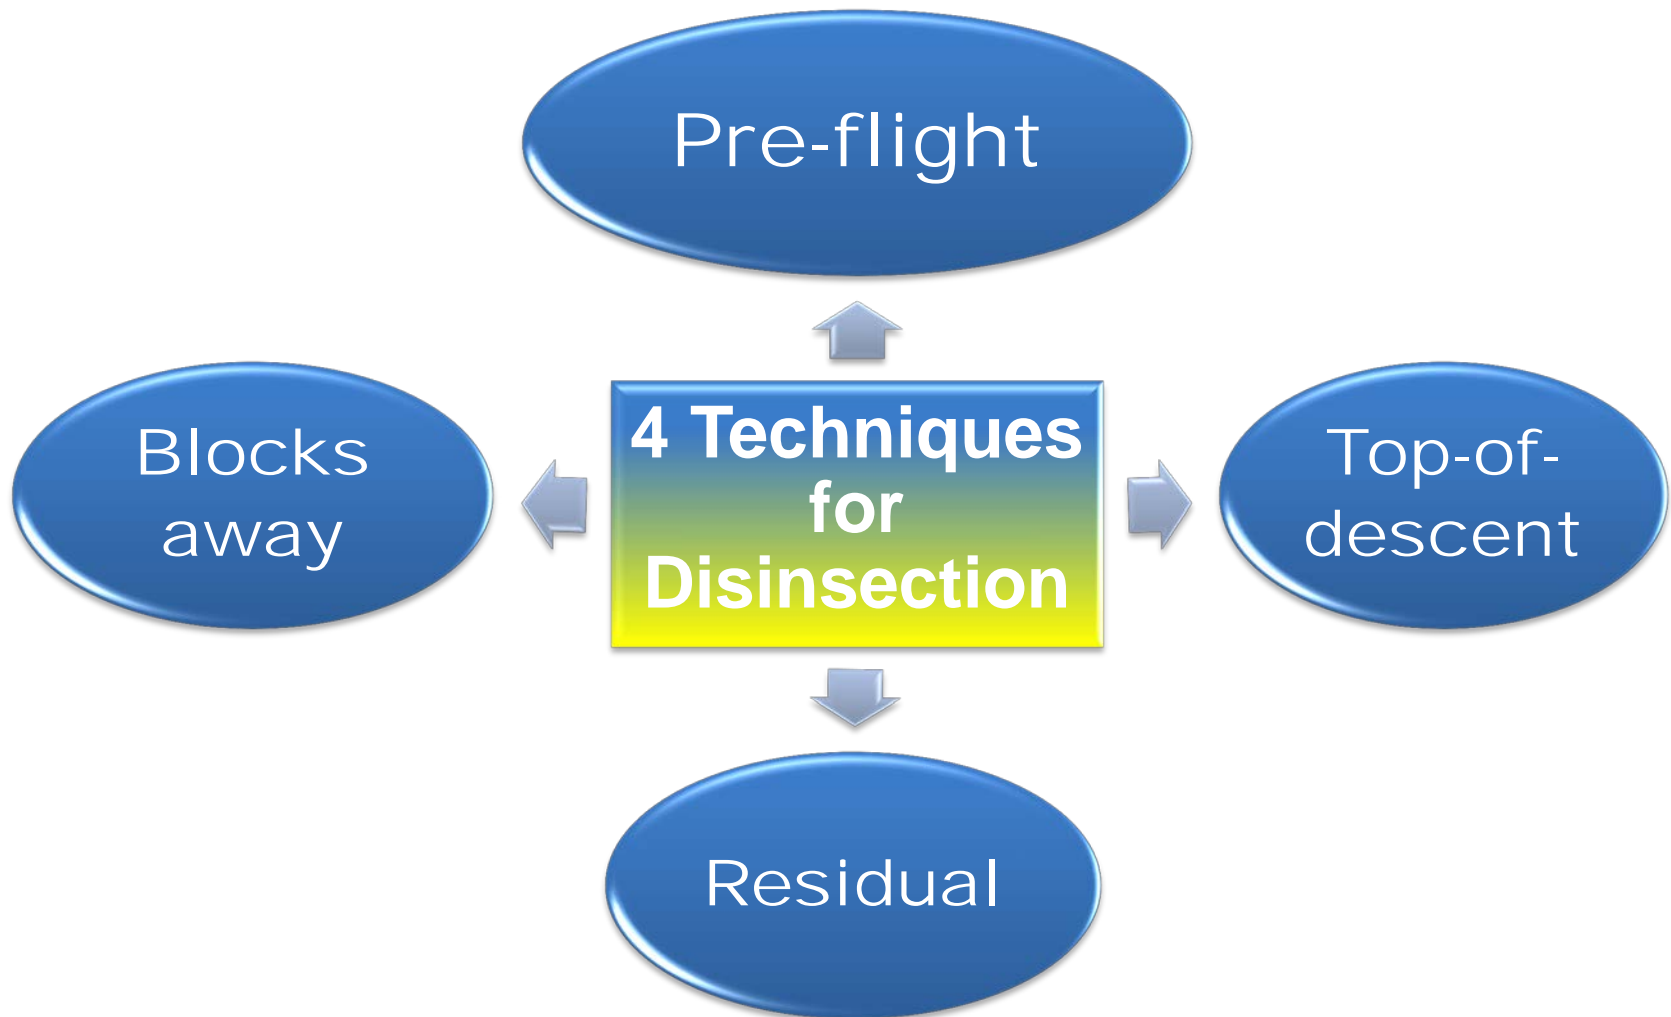 Pre-flight
Blocks
away
4 Techniques
for
Disinsection
Top-of-
descent
Residual